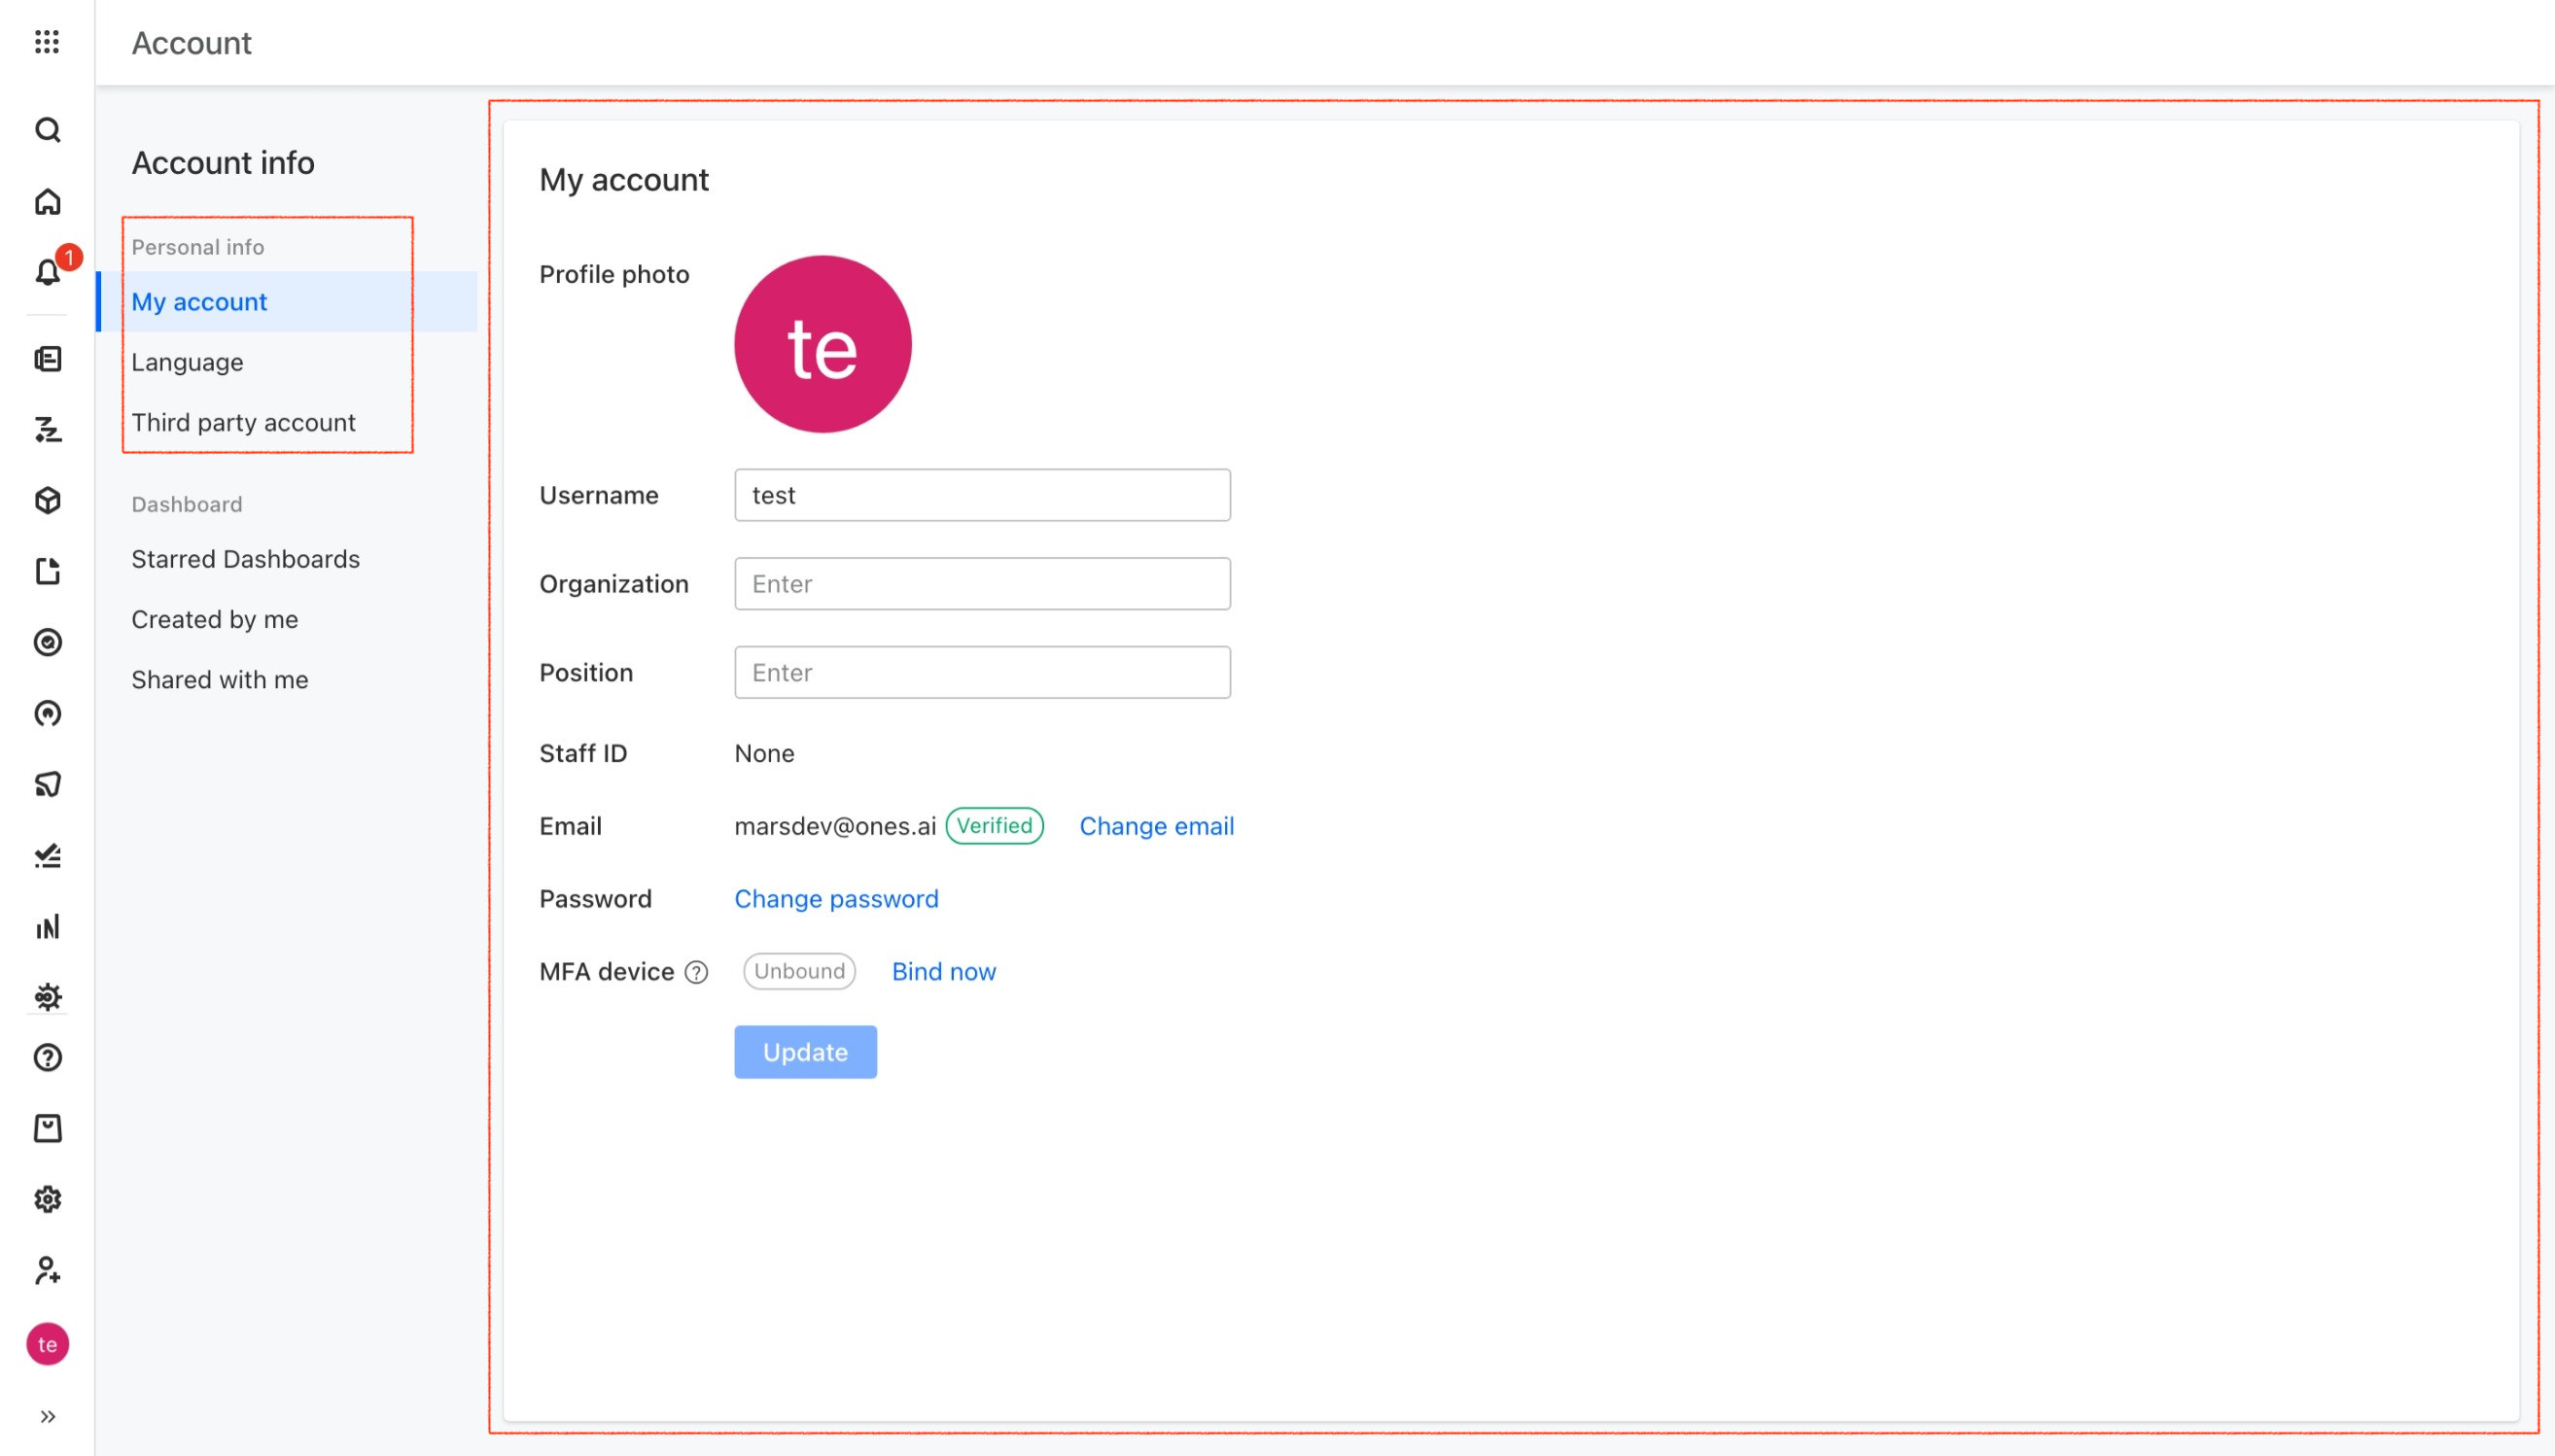 Account
1
Account info
Personal info
My account
Language
Third party account
Dashboard
Starred Dashboards
Created by me
Shared with me
te
My account
Profile photo
te
Username test
Organization Enter
Position Enter
Staff ID None
Email marsdev@ones.ai Verified Change email
Password Change password
MFA device ? Unbound Bind now
Update